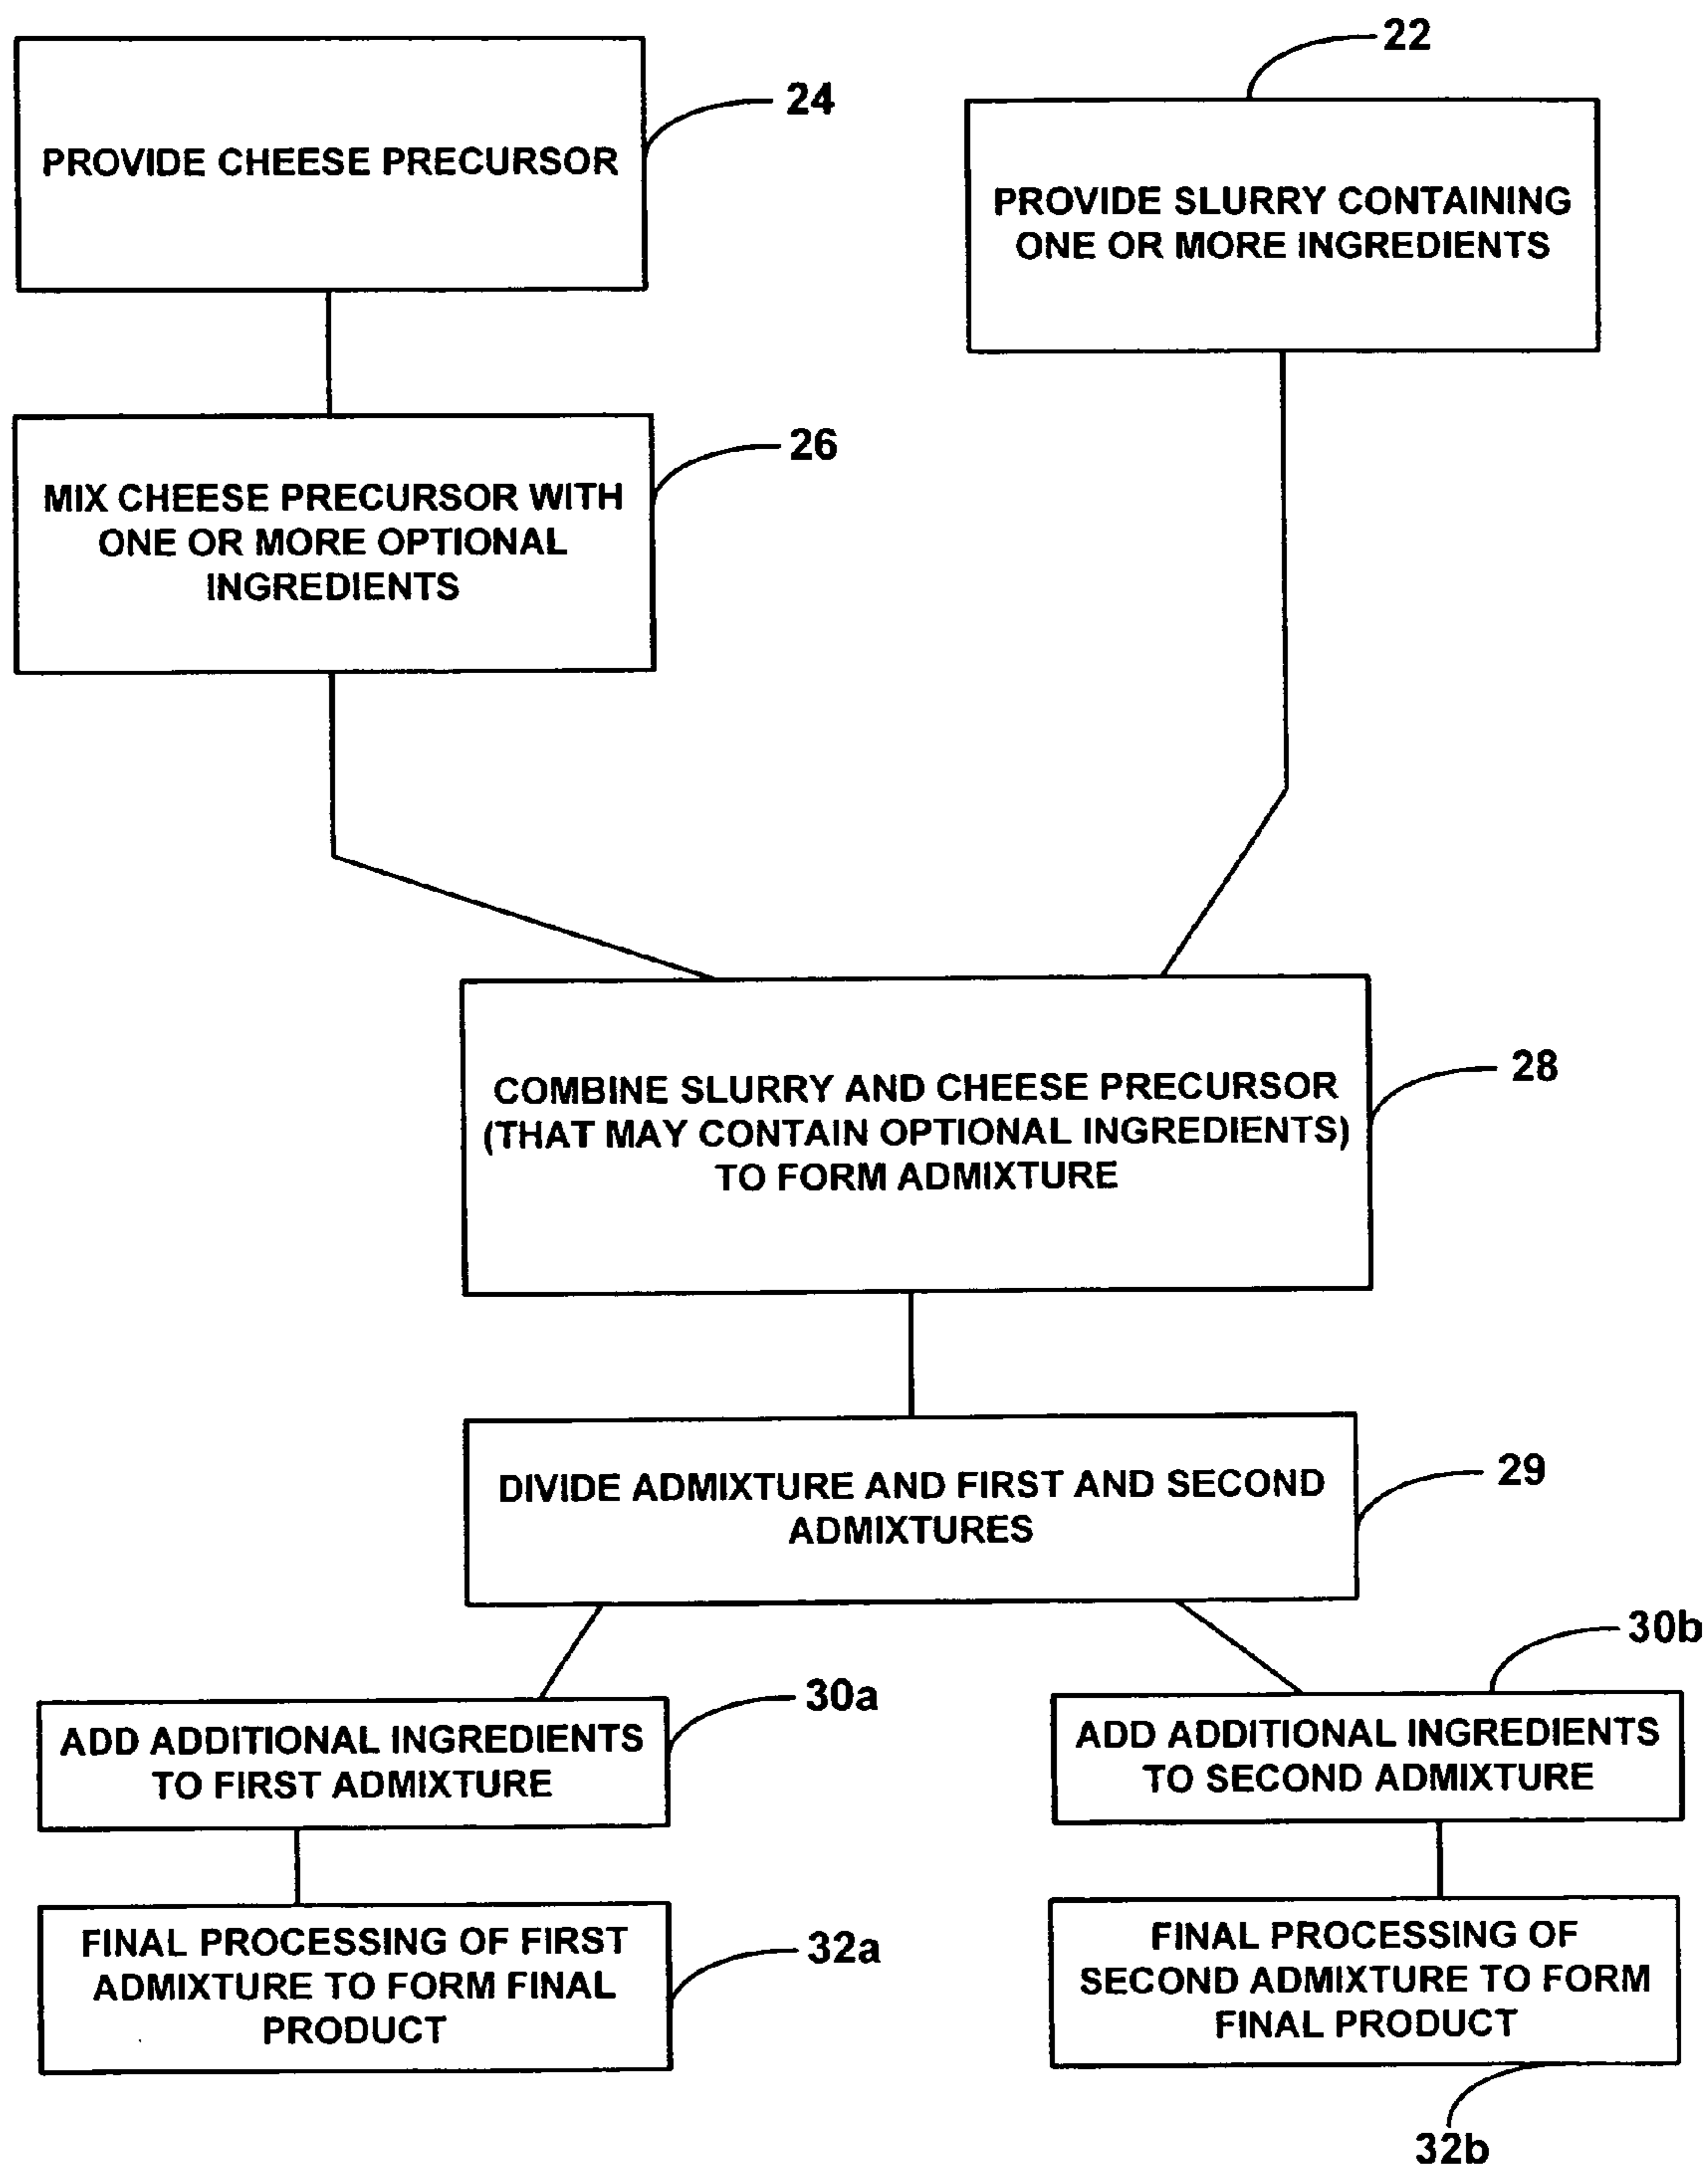 24
PROVIDE CHEESE PRECURSOR
22
PROVIDE SLURRY CONTAINING
ONE OR MORE INGREDIENTS
26
MIX CHEESE PRECURSOR WITH
ONE OR MORE OPTIONAL
INGREDIENTS
28
COMBINE SLURRY AND CHEESE PRECURSOR
(THAT MAY CONTAIN OPTIONAL INGREDIENTS)
TO FORM ADMIXTURE
29
DIVIDE ADMIXTURE AND FIRST AND SECOND
ADMIXTURES
30a
ADD ADDITIONAL INGREDIENTS
TO FIRST ADMIXTURE
30b
ADD ADDITIONAL INGREDIENTS
TO SECOND ADMIXTURE
32a
FINAL PROCESSING OF FIRST
ADMIXTURE TO FORM FINAL
PRODUCT
FINAL PROCESSING OF
SECOND ADMIXTURE TO FORM
FINAL PRODUCT
32b